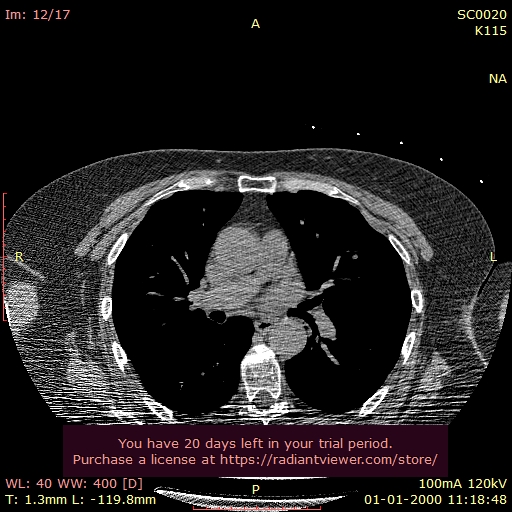 Im: 12/17
A
SC0020
K115
NA
R
L
You have 20 days left in your trial period.
Purchase a license at https://radiantviewer.com/store/
WL: 40 WW: 400 [D]
T: 1.3mm L: -119.8mm
P
100mA 120kV
01-01-2000 11:18:48